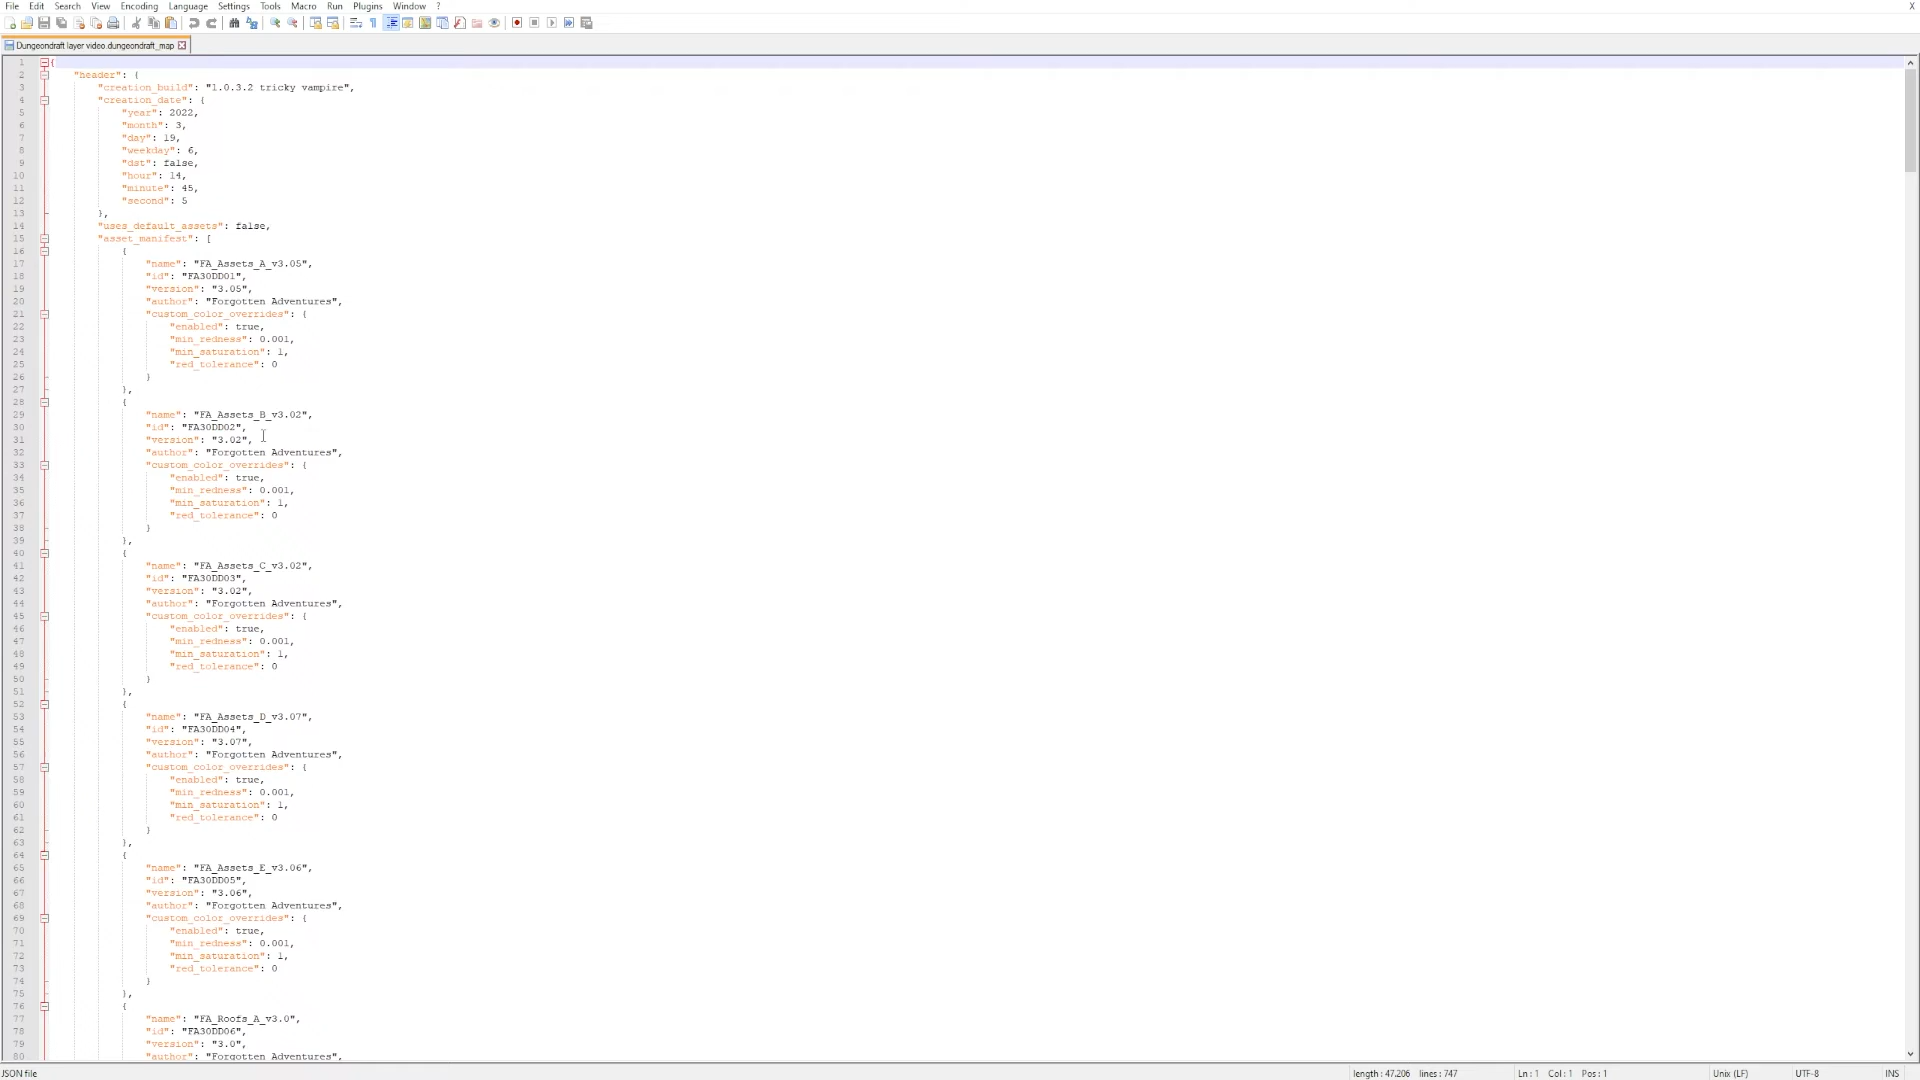 File Edit Search View Encoding Language Settings Tools Macro Run Plugins Window ? X
Dungeondraft layer video.dungeondraft_map
1 {
2 "header": {
3 "creation_build": "1.0.3.2 tricky vampire",
4 "creation_date": {
5 "year": 2022,
6 "month": 3,
7 "day": 19,
8 "weekday": 6,
9 "dst": false,
10 "hour": 14,
11 "minute": 45,
12 "second": 5
13 },
14 "uses_default_assets": false,
15 "asset_manifest": [
16 {
17 "name": "FA_Assets_A_v3.05",
18 "id": "FA30DD01",
19 "version": "3.05",
20 "author": "Forgotten Adventures",
21 "custom_color_overrides": {
22 "enabled": true,
23 "min_redness": 0.001,
24 "min_saturation": 1,
25 "red_tolerance": 0
26 }
27 },
28 {
29 "name": "FA_Assets_B_v3.02",
30 "id": "FA30DD02",
31 "version": "3.02",
32 "author": "Forgotten Adventures",
33 "custom_color_overrides": {
34 "enabled": true,
35 "min_redness": 0.001,
36 "min_saturation": 1,
37 "red_tolerance": 0
38 }
39 },
40 {
41 "name": "FA_Assets_C_v3.02",
42 "id": "FA30DD03",
43 "version": "3.02",
44 "author": "Forgotten Adventures",
45 "custom_color_overrides": {
46 "enabled": true,
47 "min_redness": 0.001,
48 "min_saturation": 1,
49 "red_tolerance": 0
50 }
51 },
52 {
53 "name": "FA_Assets_D_v3.07",
54 "id": "FA30DD04",
55 "version": "3.07",
56 "author": "Forgotten Adventures",
57 "custom_color_overrides": {
58 "enabled": true,
59 "min_redness": 0.001,
60 "min_saturation": 1,
61 "red_tolerance": 0
62 }
63 },
64 {
65 "name": "FA_Assets_E_v3.06",
66 "id": "FA30DD05",
67 "version": "3.06",
68 "author": "Forgotten Adventures",
69 "custom_color_overrides": {
70 "enabled": true,
71 "min_redness": 0.001,
72 "min_saturation": 1,
73 "red_tolerance": 0
74 }
75 },
76 {
77 "name": "FA_Roofs_A_v3.0",
78 "id": "FA30DD06",
79 "version": "3.0",
80 "author": "Forgotten Adventures",
JSON file length : 47.206 lines : 747 Ln : 1 Col : 1 Pos : 1 Unix (LF) UTF-8 INS